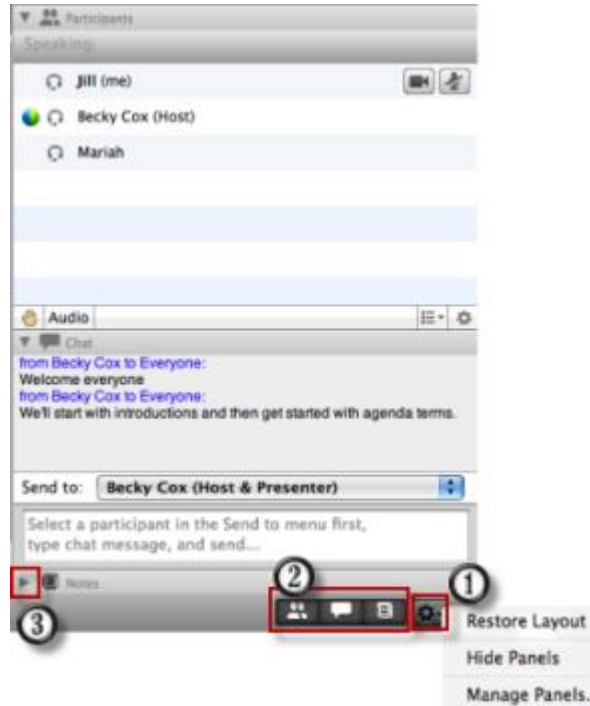 Participants
Speaking:
Jill (me)
Becky Cox (Host)
Mariah
Audio
Chat
from Becky Cox to Everyone:
Welcome everyone
from Becky Cox to Everyone:
We'll start with introductions and then get started with agenda terms.
Send to: Becky Cox (Host & Presenter)
Select a participant in the Send to menu first,
type chat message, and send...
Notes
2
1
3
Restore Layout
Hide Panels
Manage Panels.